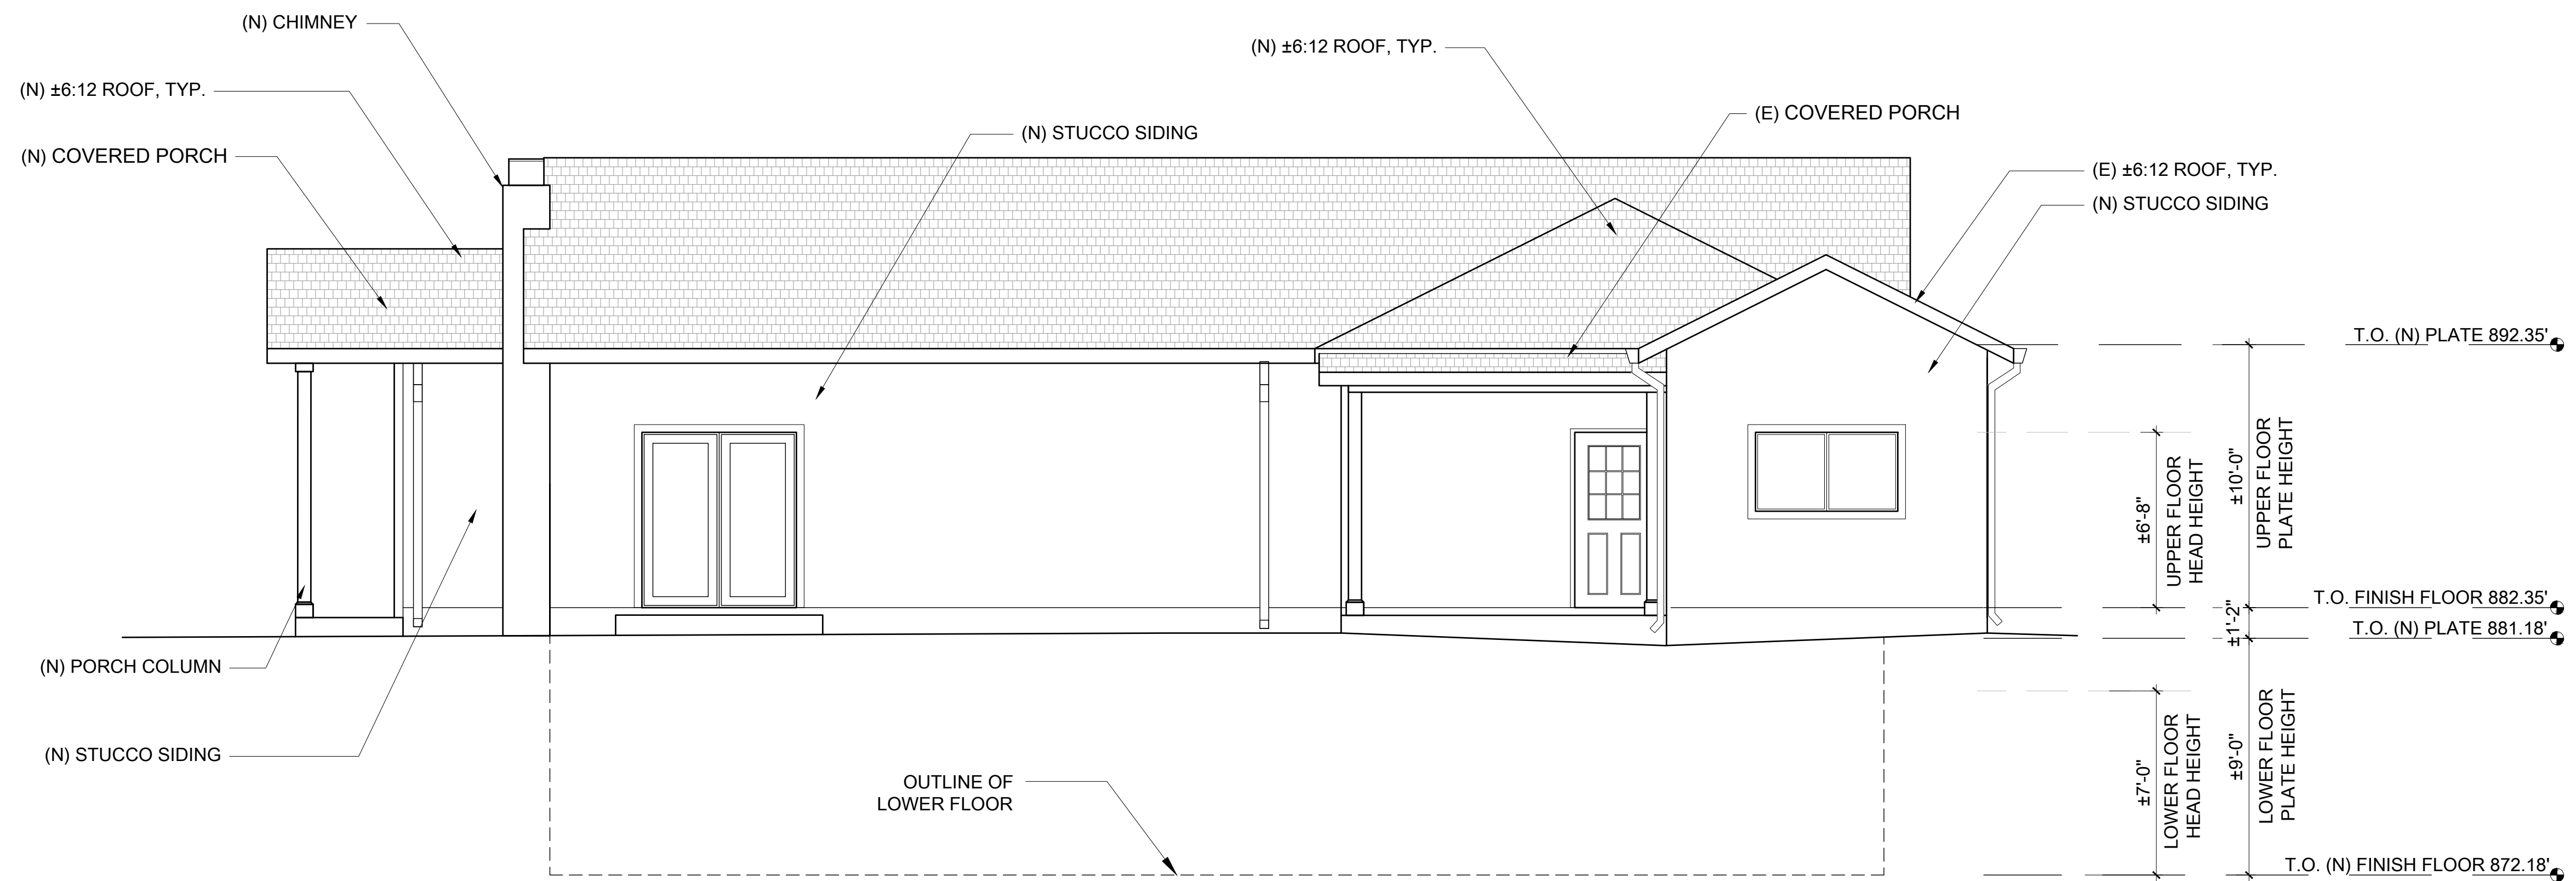 (N) CHIMNEY
(N) ±6:12 ROOF, TYP.
(N) COVERED PORCH
(N) STUCCO SIDING
(N) ±6:12 ROOF, TYP.
(E) COVERED PORCH
(E) ±6:12 ROOF, TYP.
(N) STUCCO SIDING
T.O. (N) PLATE 892.35'
±6'-8"
UPPER FLOOR
HEAD HEIGHT
±10'-0"
UPPER FLOOR
PLATE HEIGHT
T.O. FINISH FLOOR 882.35'
±1'-2"
T.O. (N) PLATE 881.18'
(N) PORCH COLUMN
(N) STUCCO SIDING
OUTLINE OF
LOWER FLOOR
±7'-0"
LOWER FLOOR
HEAD HEIGHT
±9'-0"
LOWER FLOOR
PLATE HEIGHT
T.O. (N) FINISH FLOOR 872.18'